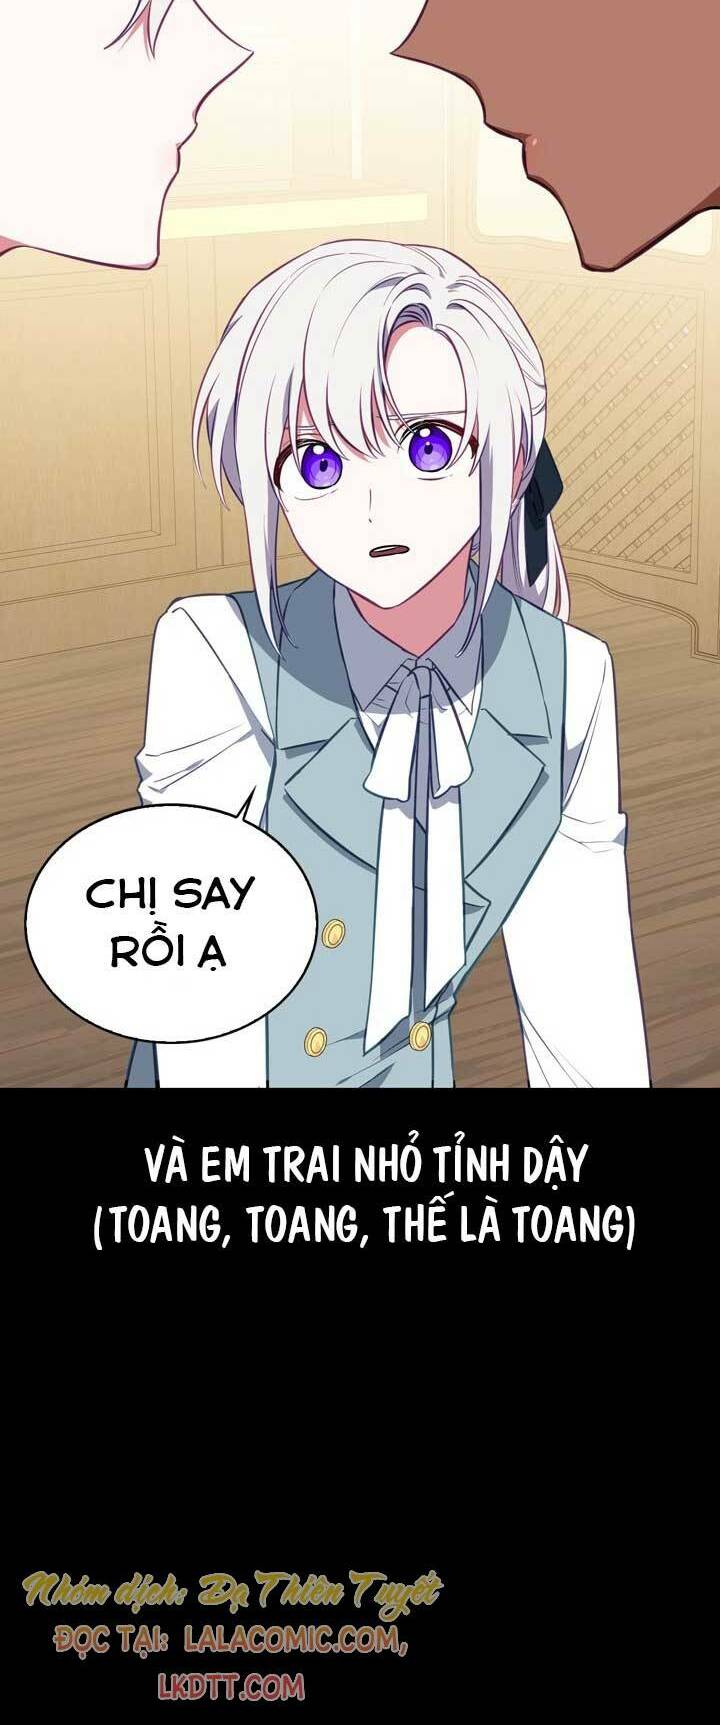 CHỊ SAY
RỒI Ạ
VÀ EM TRAI NHỎ TỈNH DẬY
(TOANG, TOANG, THẾ LÀ TOANG)
Nhóm dịch: Dạ Thiên Tuyết
ĐỌC TẠI: LALACOMIC.COM,
LKDTT.COM